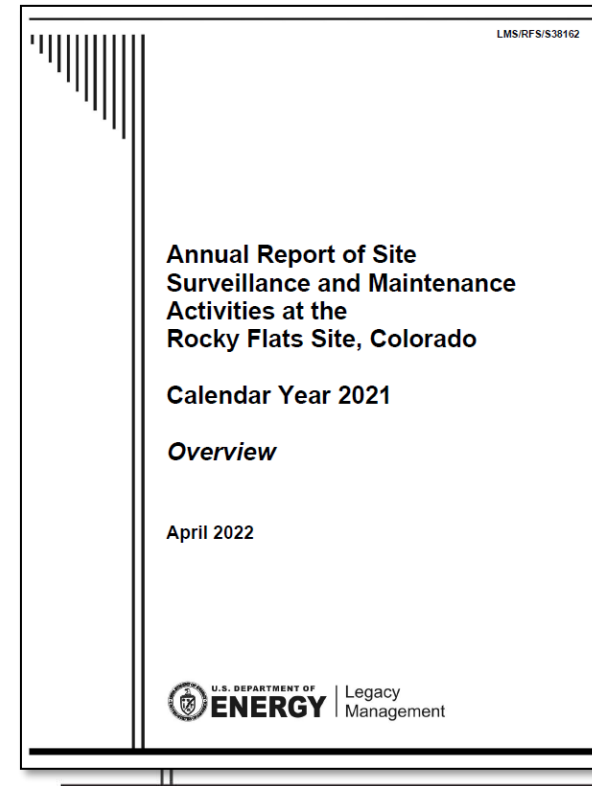 LMS/RFS/S38162
Annual Report of Site
Surveillance and Maintenance
Activities at the
Rocky Flats Site, Colorado
Calendar Year 2021
Overview
April 2022
U.S. DEPARTMENT OF
ENERGY
Legacy
Management